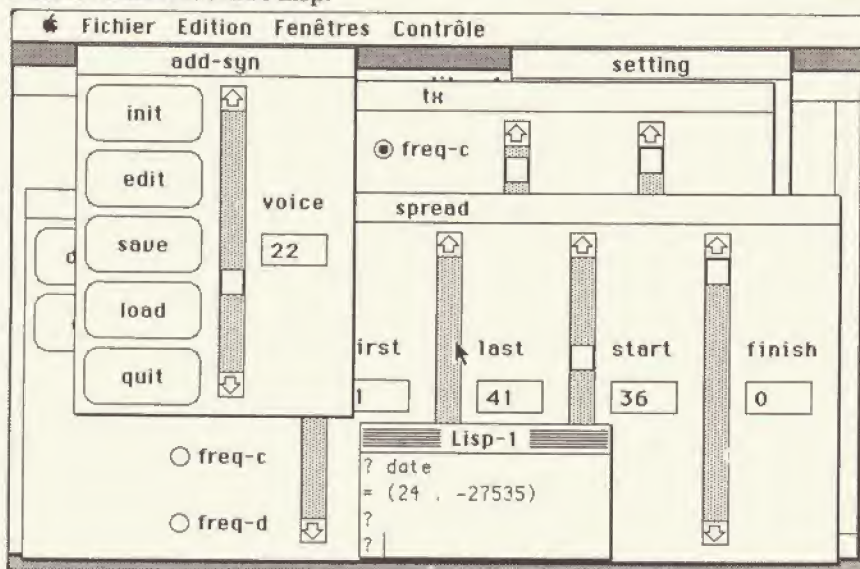 Fichier Edition Fenêtres Contrôle
add-syn
setting
tx
init
freq-c
edit
voice
spread
save
22
load
irst
last
start
finish
quit
1
41
36
0
Lisp-1
freq-c
? date
= (24 . -27535)
freq-d
?
?